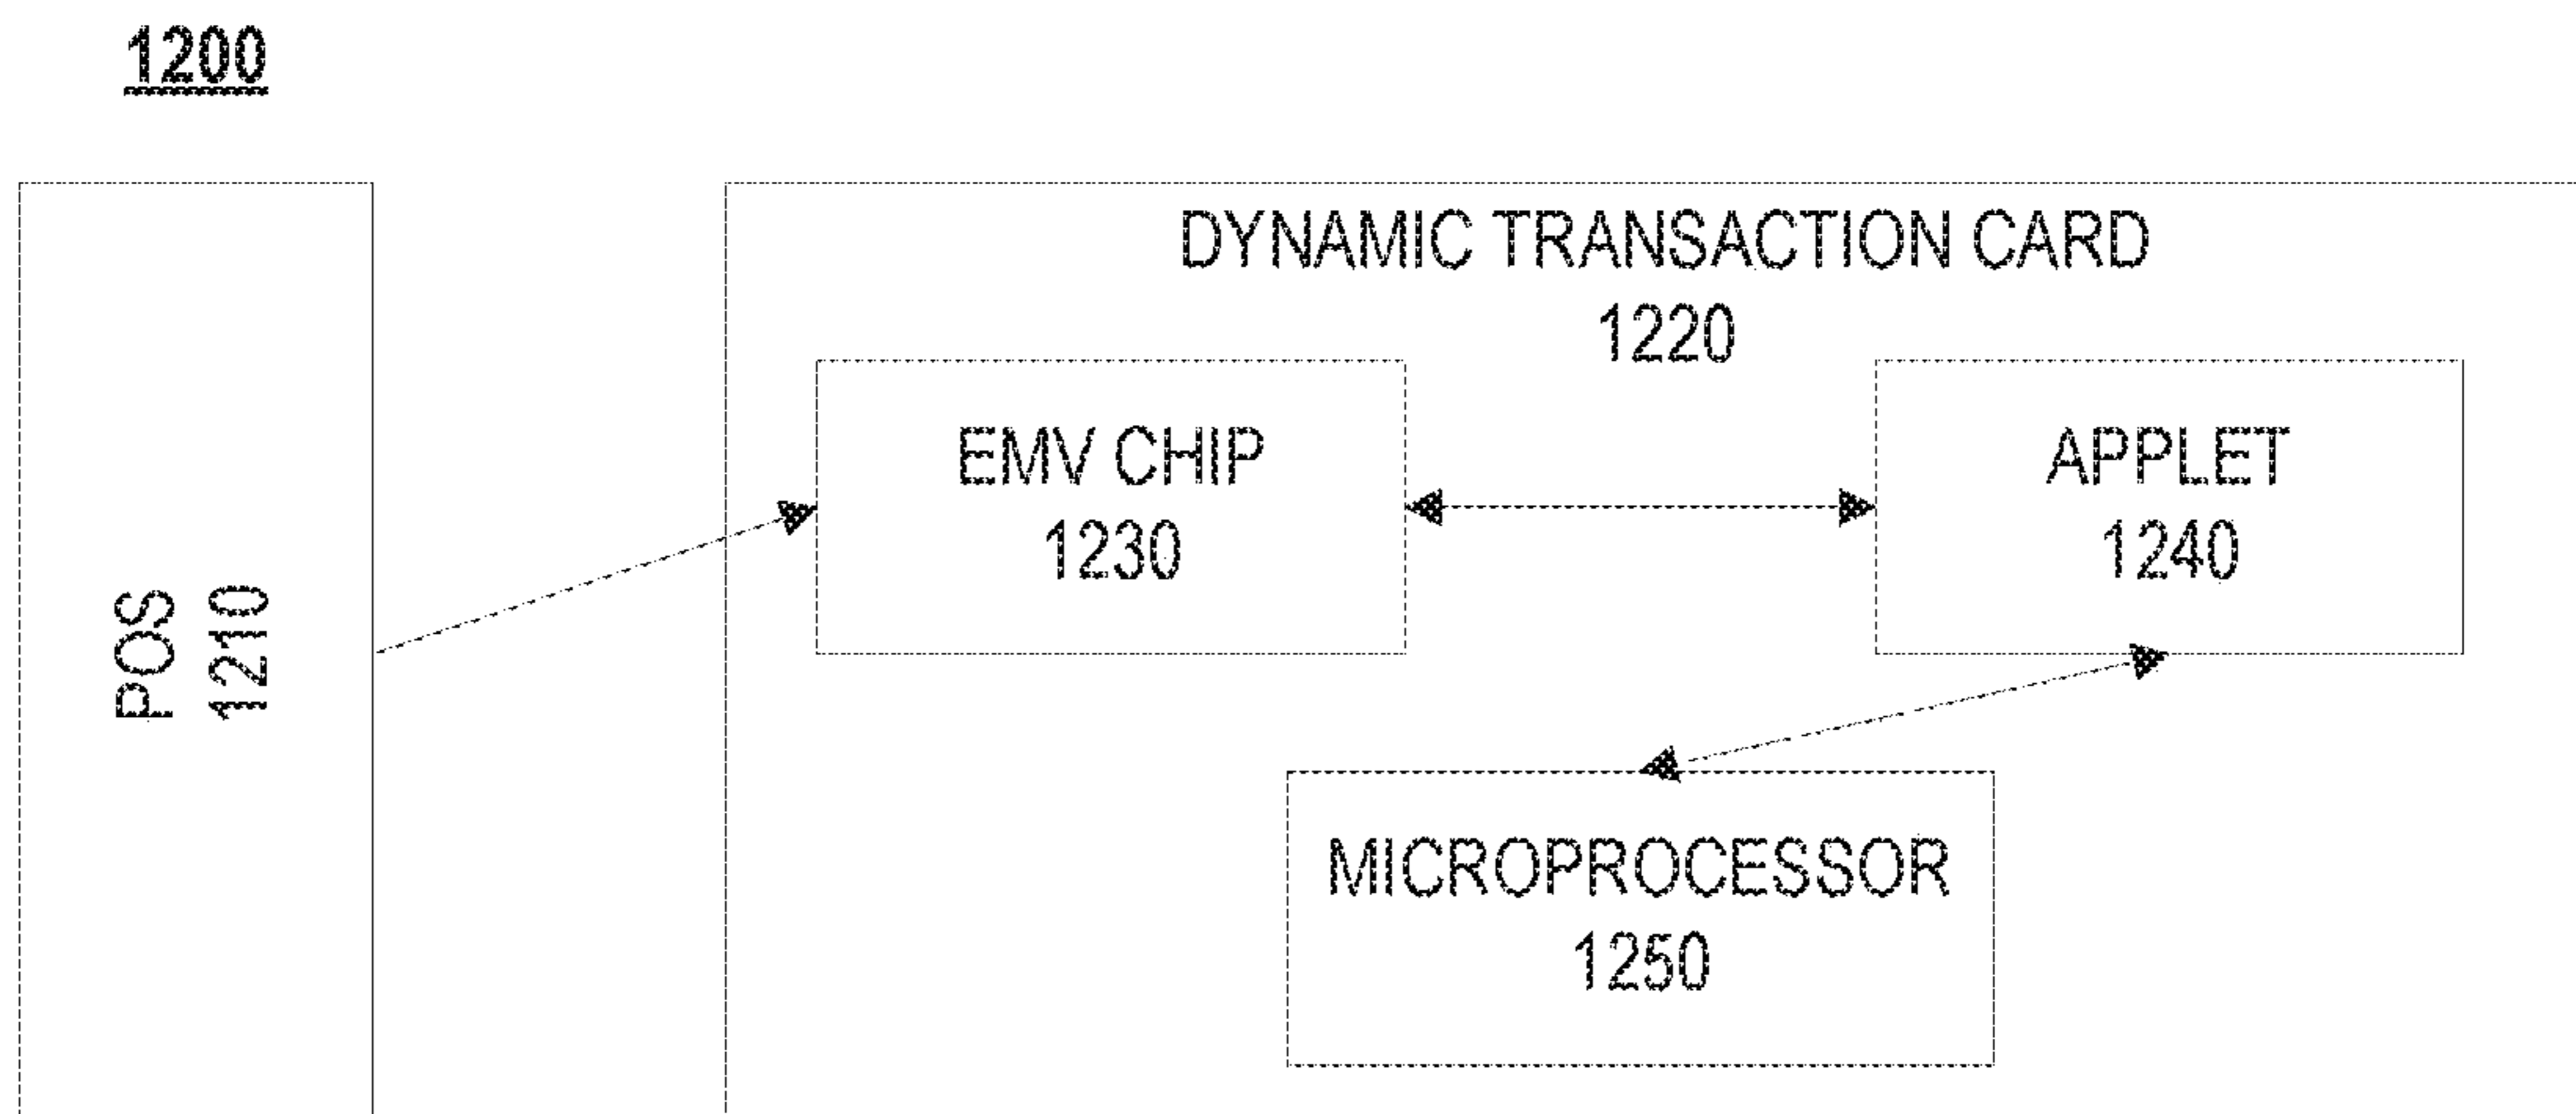 1200
POS
1210
DYNAMIC TRANSACTION CARD
1220
EMV CHIP
1230
APPLET
1240
MICROPROCESSOR
1250